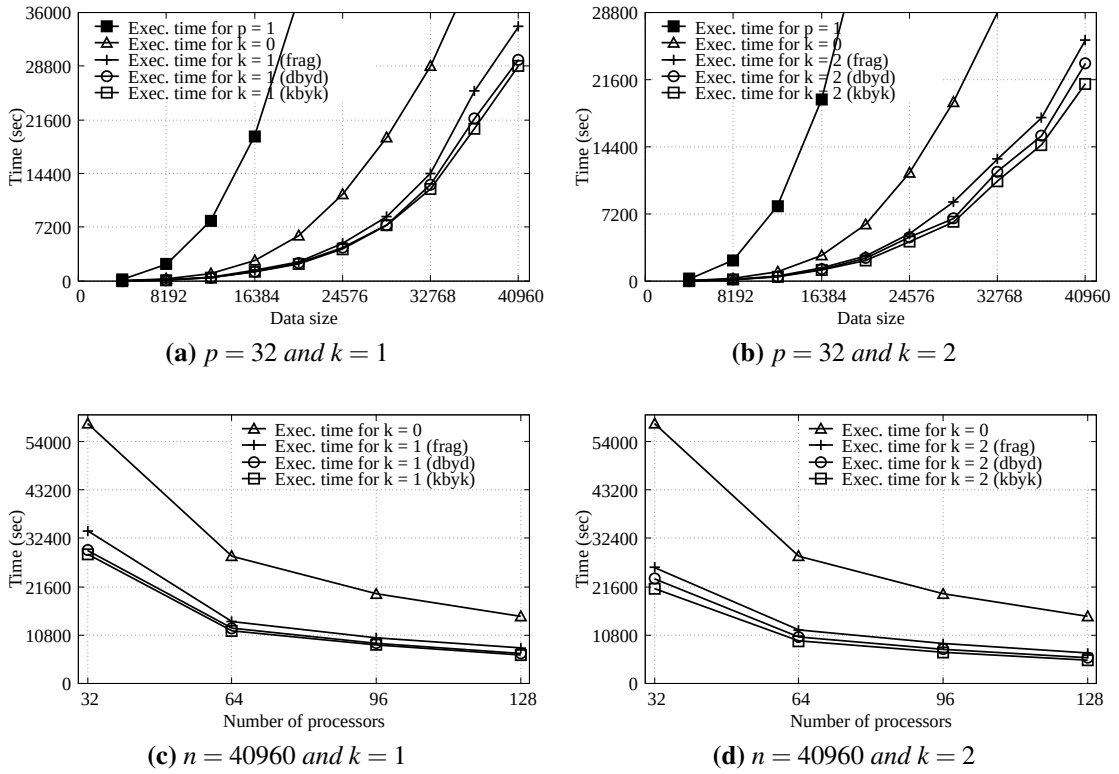 36000
28800
21600
14400
7200
0
Time (sec)
Exec. time for p = 1
Exec. time for k = 0
Exec. time for k = 1 (frag)
Exec. time for k = 1 (dbyd)
Exec. time for k = 1 (kbyk)
0 8192 16384 24576 32768 40960
Data size
(a) p = 32 and k = 1
28800
21600
14400
7200
0
Time (sec)
Exec. time for p = 1
Exec. time for k = 0
Exec. time for k = 2 (frag)
Exec. time for k = 2 (dbyd)
Exec. time for k = 2 (kbyk)
0 8192 16384 24576 32768 40960
Data size
(b) p = 32 and k = 2
54000
43200
32400
21600
10800
0
Time (sec)
Exec. time for k = 0
Exec. time for k = 1 (frag)
Exec. time for k = 1 (dbyd)
Exec. time for k = 1 (kbyk)
32 64 96 128
Number of processors
(c) n = 40960 and k = 1
54000
43200
32400
21600
10800
0
Time (sec)
Exec. time for k = 0
Exec. time for k = 2 (frag)
Exec. time for k = 2 (dbyd)
Exec. time for k = 2 (kbyk)
32 64 96 128
Number of processors
(d) n = 40960 and k = 2